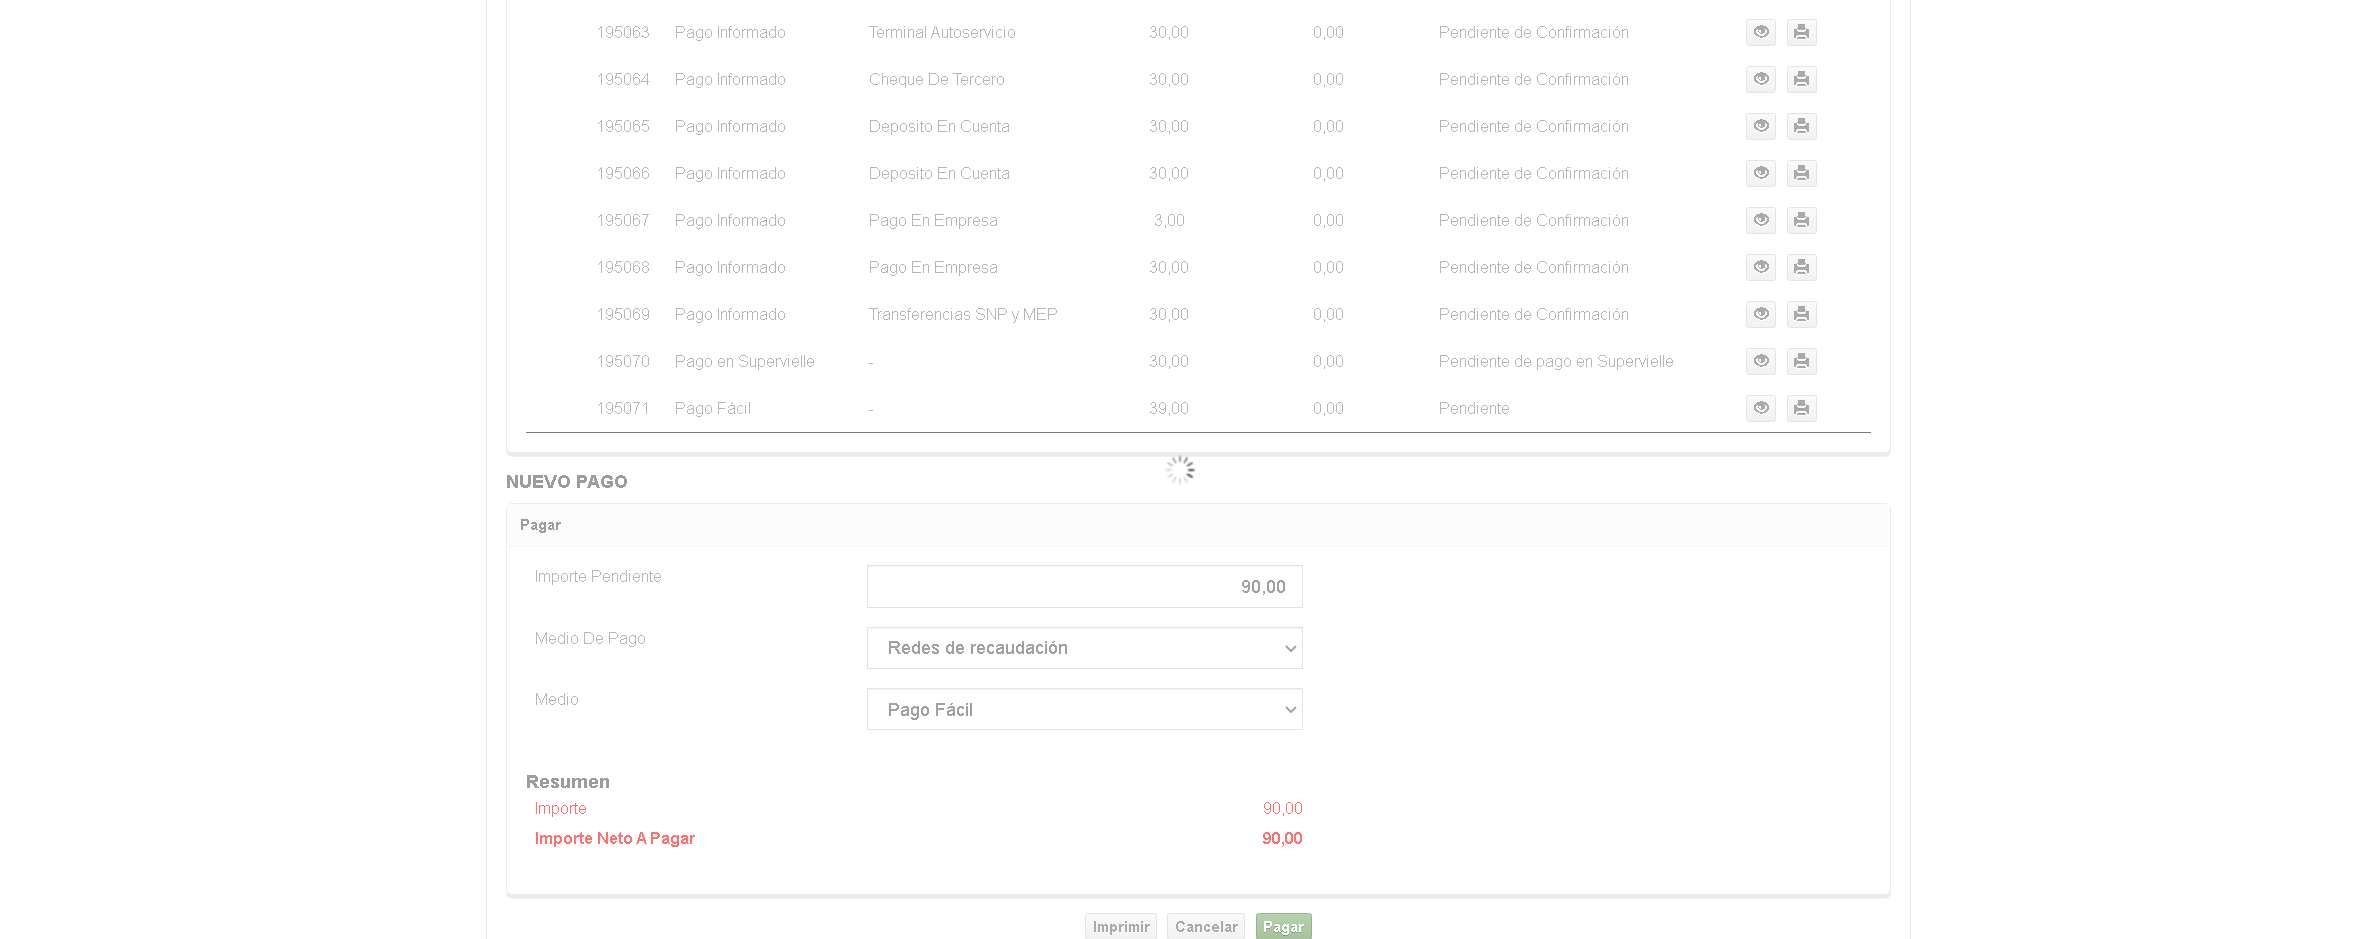 195063 Pago Informado Terminal Autoservicio 30,00 0,00 Pendiente de Confirmación
195064 Pago Informado Cheque De Tercero 30,00 0,00 Pendiente de Confirmación
195065 Pago Informado Deposito En Cuenta 30,00 0,00 Pendiente de Confirmación
195066 Pago Informado Deposito En Cuenta 30,00 0,00 Pendiente de Confirmación
195067 Pago Informado Pago En Empresa 3,00 0,00 Pendiente de Confirmación
195068 Pago Informado Pago En Empresa 30,00 0,00 Pendiente de Confirmación
195069 Pago Informado Transferencias SNP y MEP 30,00 0,00 Pendiente de Confirmación
195070 Pago en Supervielle - 30,00 0,00 Pendiente de pago en Supervielle
195071 Pago Fácil - 39,00 0,00 Pendiente
NUEVO PAGO
Pagar
Importe Pendiente 90,00
Medio De Pago Redes de recaudación
Medio Pago Fácil
Resumen
Importe 90,00
Importe Neto A Pagar 90,00
Imprimir Cancelar Pagar